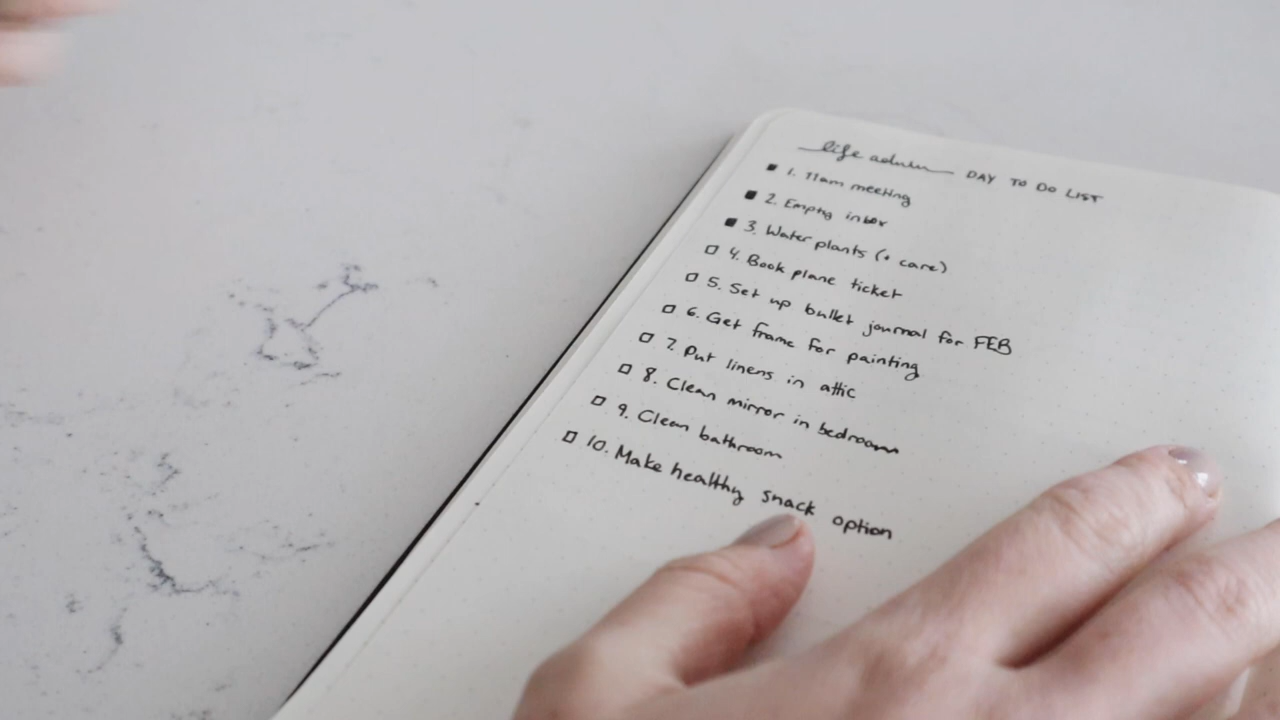 life admin DAY TO DO LIST
1. 11am meeting
2. Empty inbox
3. Water plants (+ care)
4. Book plane ticket
5. Set up bullet journal for FEB
6. Get frame for painting
7. Put linens in attic
8. Clean mirror in bedroom
9. Clean bathroom
10. Make healthy snack option